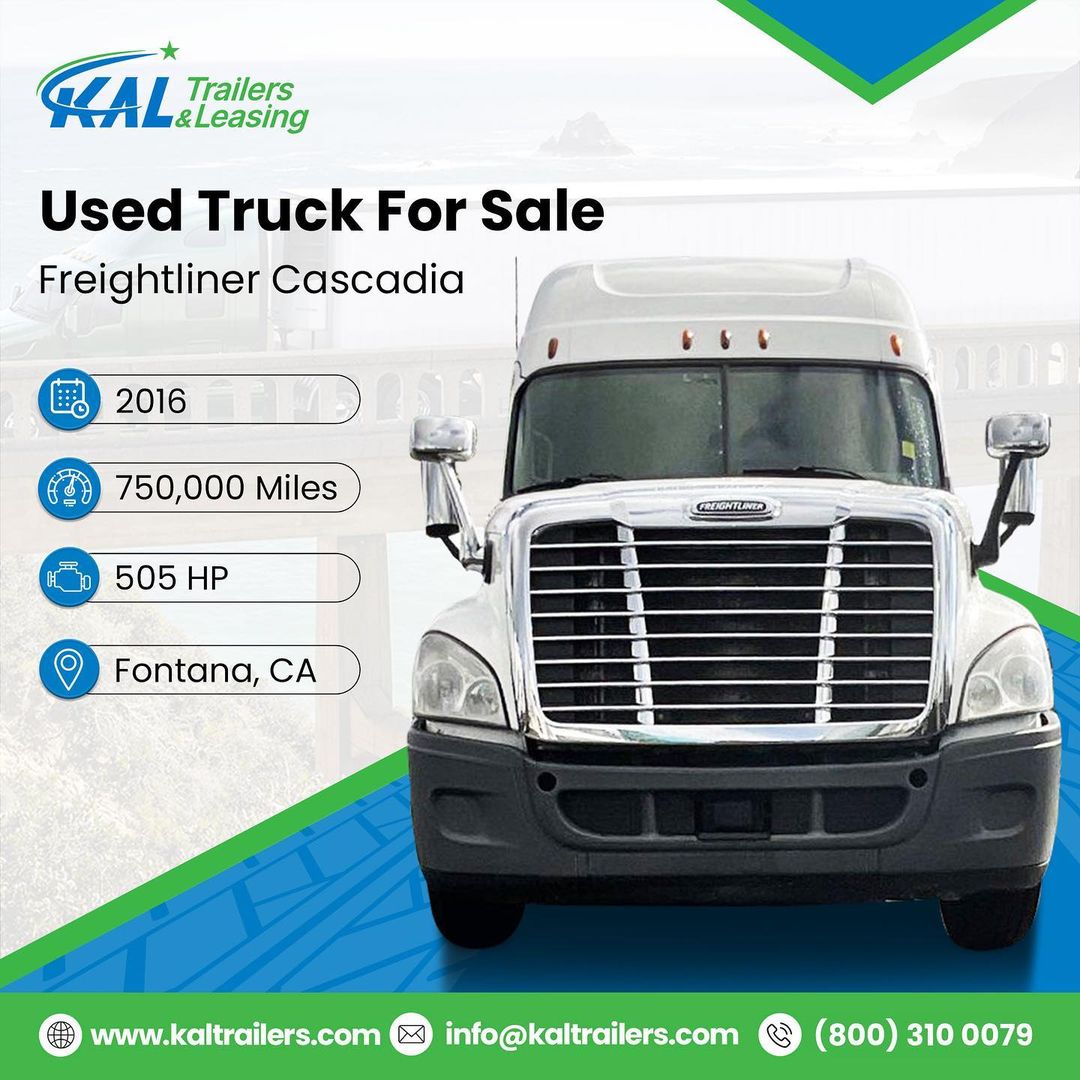 KAL Trailers
&Leasing
Used Truck For Sale
Freightliner Cascadia
2016
750,000 Miles
505 HP
Fontana, CA
FREIGHTLINER
www.kaltrailers.com info@kaltrailers.com (800) 310 0079